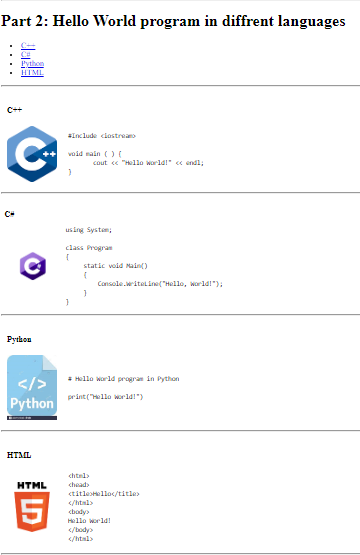 Part 2: Hello World program in diffrent languages
C++
C#
Python
HTML
C++
C++
#Include <iostream>
void main ( ) {
cout << "Hello World!" << endl;
}
C#
C#
using System;
class Program
{
static void Main()
{
Console.WriteLine("Hello, World!");
}
}
Python
</>
Python
# Hello World program in Python
print("Hello World!")
HTML
HTML
5
<html>
<head>
<title>Hello</title>
</html>
<body>
Hello World!
</body>
</html>